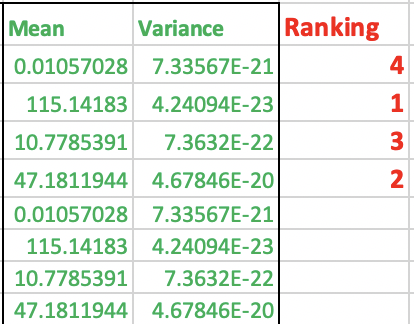 Mean Variance Ranking
0.01057028 7.33567E-21 4
115.14183 4.24094E-23 1
10.7785391 7.3632E-22 3
47.1811944 4.67846E-20 2
0.01057028 7.33567E-21
115.14183 4.24094E-23
10.7785391 7.3632E-22
47.1811944 4.67846E-20